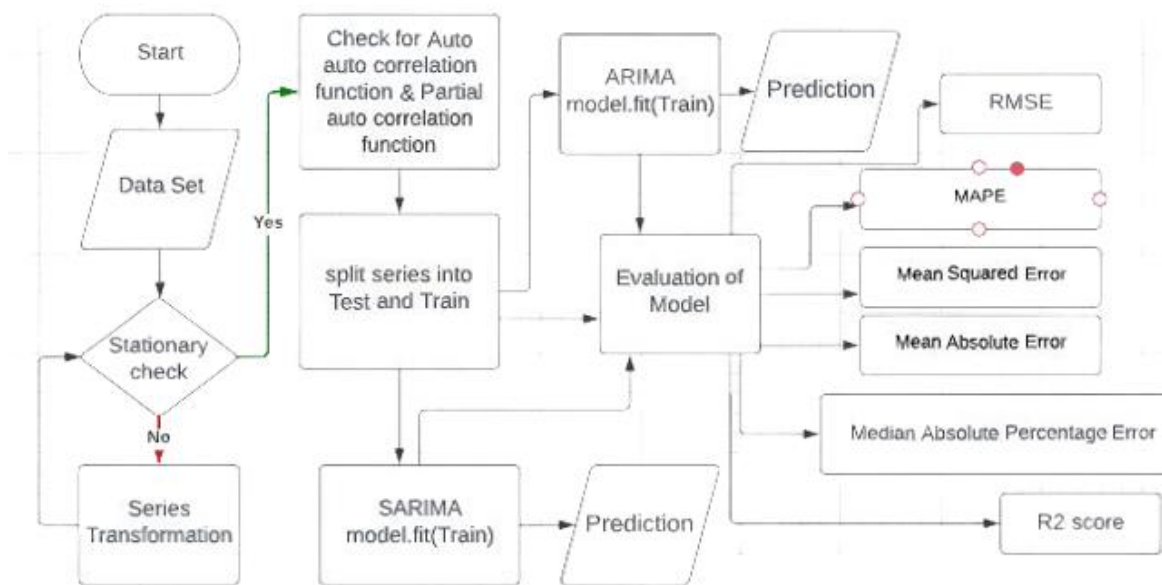 Start
Data Set
Stationary
check
Yes
No
Series
Transformation
Check for Auto
auto correlation
function & Partial
auto correlation
function
split series into
Test and Train
SARIMA
model.fit(Train)
Prediction
ARIMA
model.fit(Train)
Prediction
Evaluation of
Model
RMSE
MAPE
Mean Squared Error
Mean Absolute Error
Median Absolute Percentage Error
R2 score